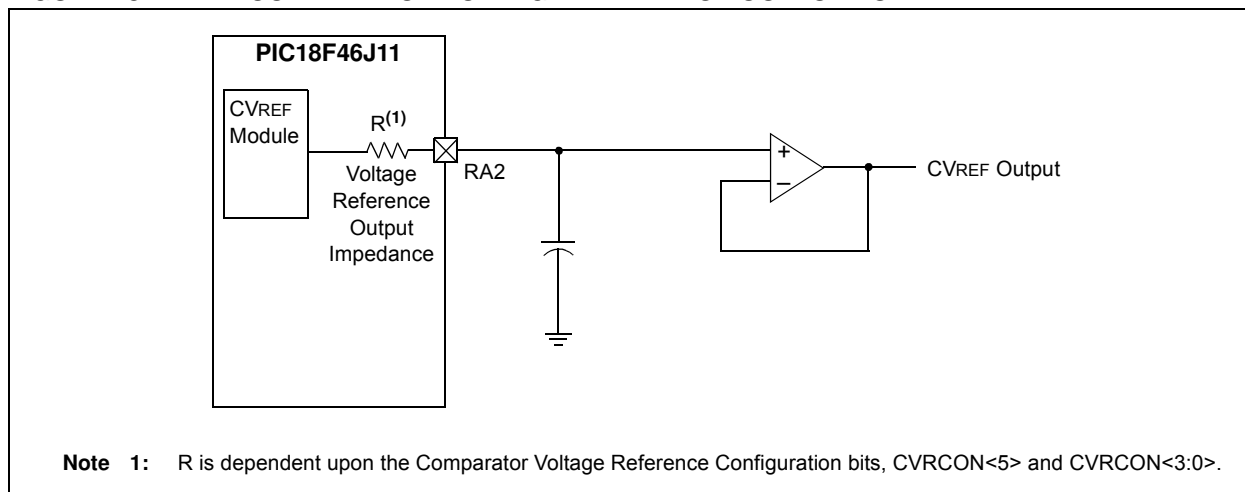 PIC18F46J11
CVREF
Module
R(1)
Voltage
Reference
Output
Impedance
RA2
+
–
CVREF Output
Note 1: R is dependent upon the Comparator Voltage Reference Configuration bits, CVRCON<5> and CVRCON<3:0>.